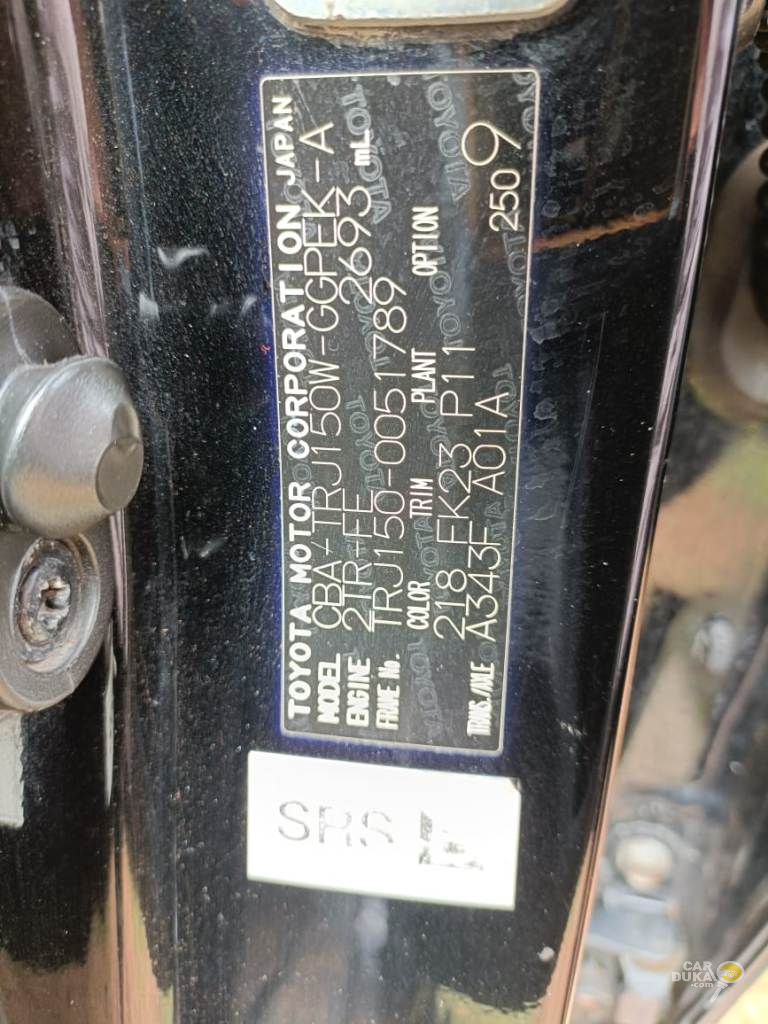 TOYOTA MOTOR CORPORATION JAPAN
MODEL CBA-TRJ150W-GGPEK-A
ENGINE 2TR-FE 2693 mL
FRAME No. TRJ150-0051789
COLOR TRIM PLANT OPTION
218 FK23 P11
TRANS./AXLE A343F A01A 2509
SRS
CAR
DUKA
.com